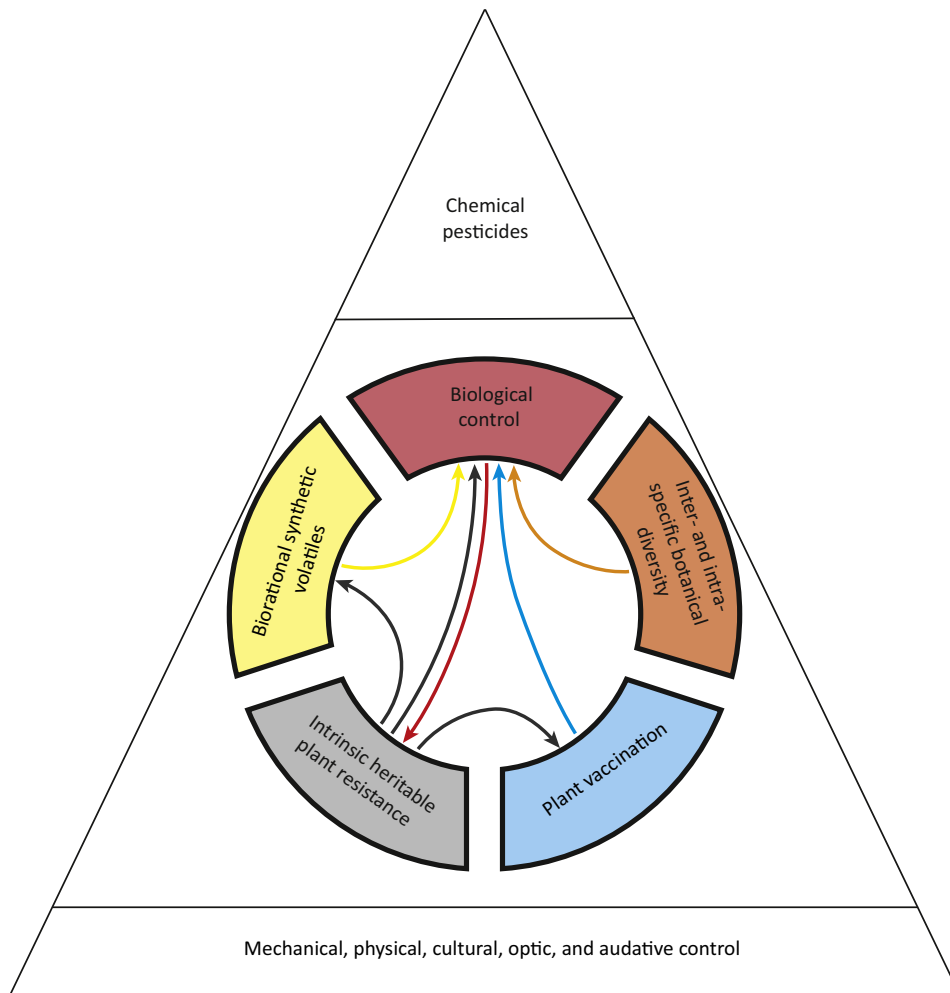 Chemical
pesticides
Biological
control
Biorational synthetic
volatiles
Inter- and intra-
specific botanical
diversity
Intrinsic heritable
plant resistance
Plant vaccination
Mechanical, physical, cultural, optic, and audative control